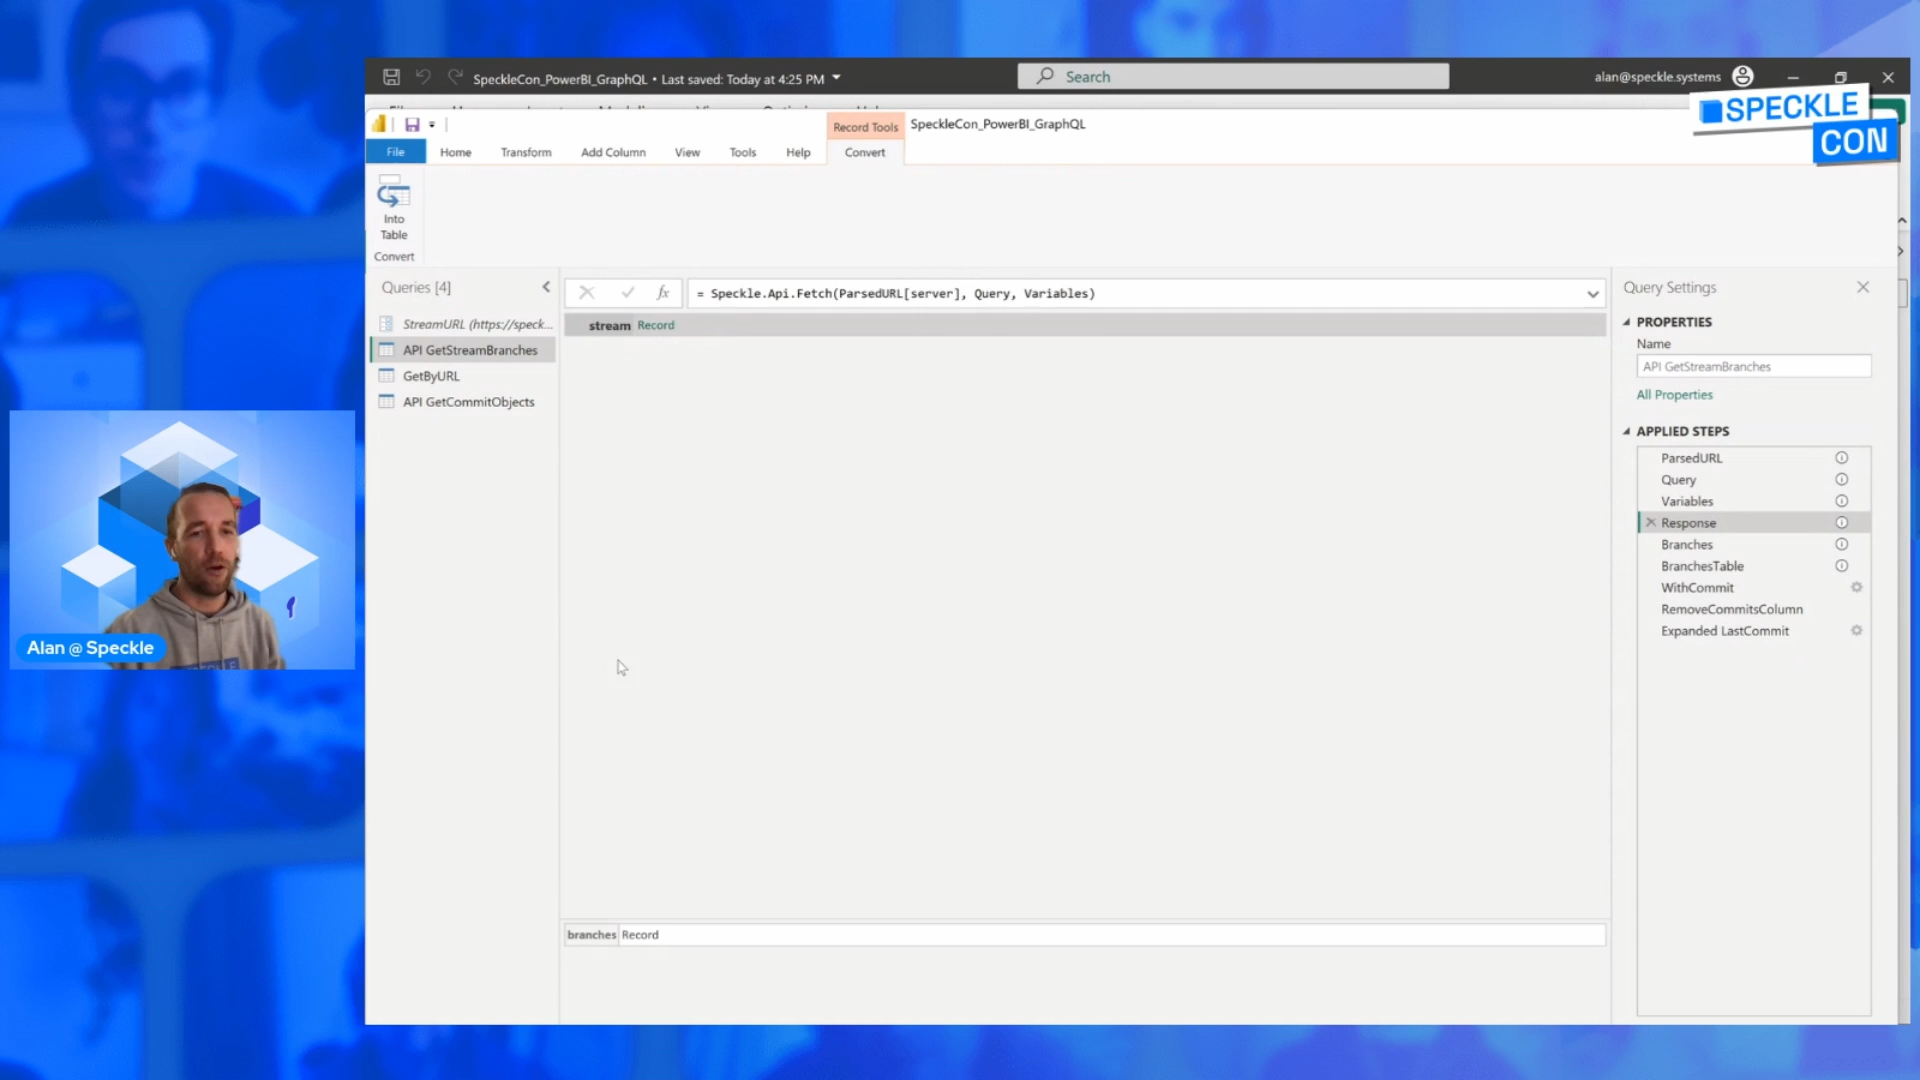 SpeckleCon_PowerBI_GraphQL • Last saved: Today at 4:25 PM
Search
alan@speckle.systems
SPECKLE
CON
Record Tools
SpeckleCon_PowerBI_GraphQL
File
Home
Transform
Add Column
View
Tools
Help
Convert
Into
Table
Convert
Queries [4]
StreamURL (https://speck...
API GetStreamBranches
GetByURL
API GetCommitObjects
fx
= Speckle.Api.Fetch(ParsedURL[server], Query, Variables)
stream Record
branches Record
Query Settings
PROPERTIES
Name
API GetStreamBranches
All Properties
APPLIED STEPS
ParsedURL
Query
Variables
Response
Branches
BranchesTable
WithCommit
RemoveCommitsColumn
Expanded LastCommit
Alan @ Speckle